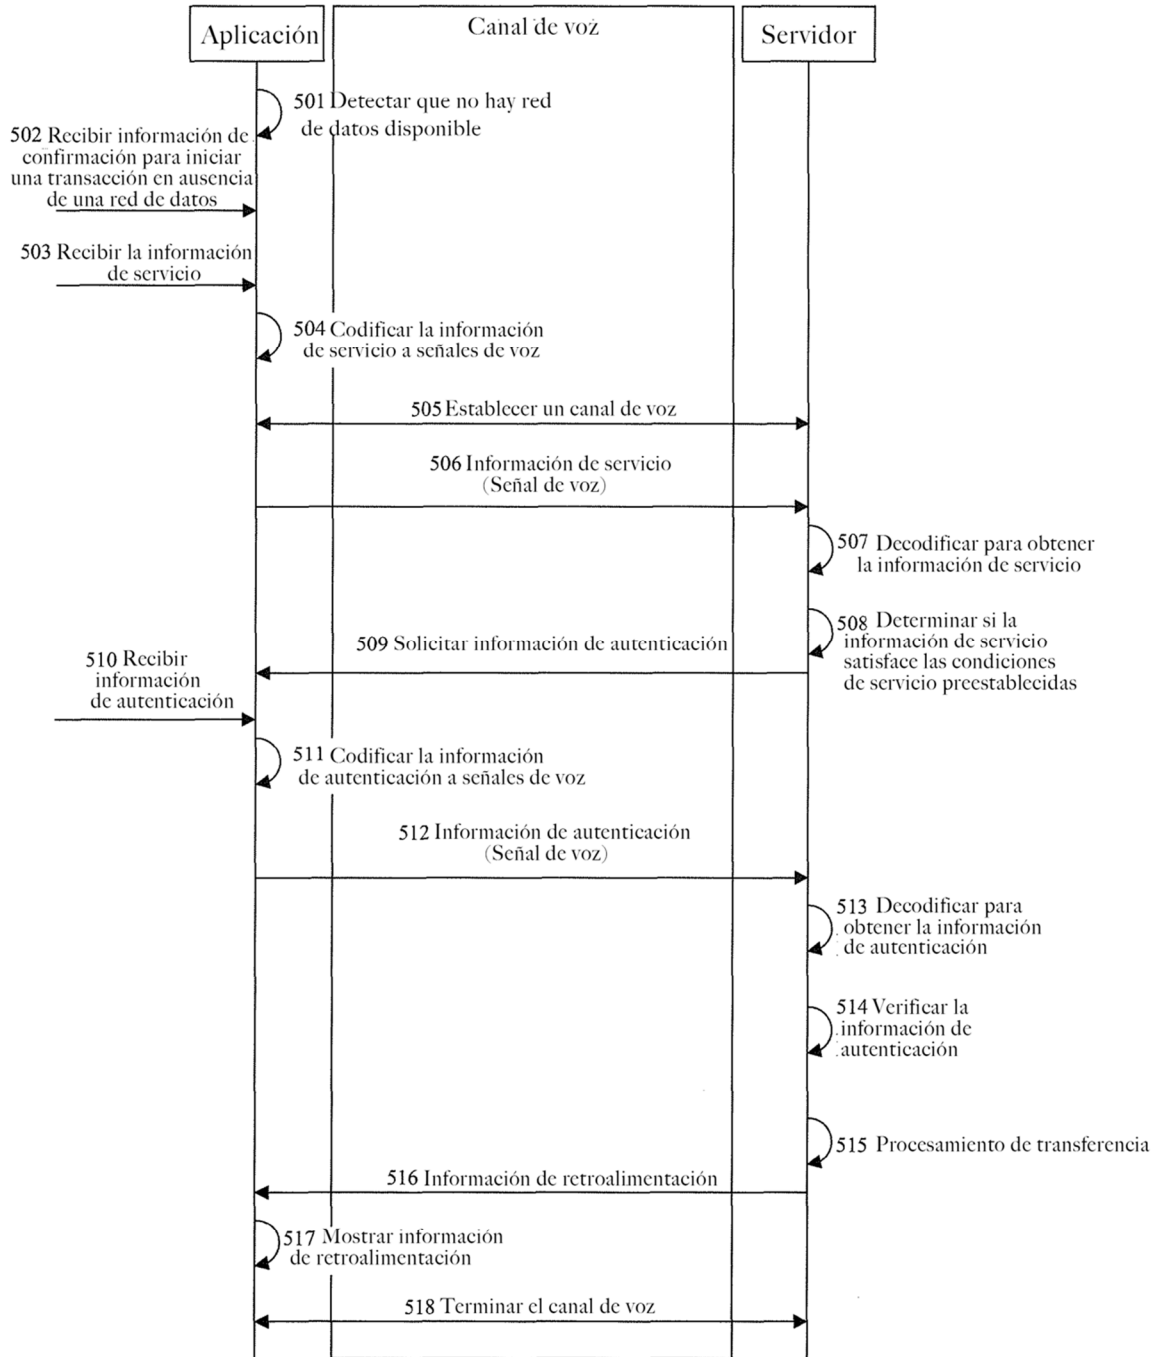 Aplicación
Canal de voz
Servidor
501 Detectar que no hay red
de datos disponible
502 Recibir información de
confirmación para iniciar
una transacción en ausencia
de una red de datos
503 Recibir la información
de servicio
504 Codificar la información
de servicio a señales de voz
505 Establecer un canal de voz
506 Información de servicio
(Señal de voz)
507 Decodificar para obtener
la información de servicio
508 Determinar si la
información de servicio
satisface las condiciones
de servicio preestablecidas
509 Solicitar información de autenticación
510 Recibir
información
de autenticación
511 Codificar la información
de autenticación a señales de voz
512 Información de autenticación
(Señal de voz)
513 Decodificar para
obtener la información
de autenticación
514 Verificar la
información de
autenticación
515 Procesamiento de transferencia
516 Información de retroalimentación
517 Mostrar información
de retroalimentación
518 Terminar el canal de voz